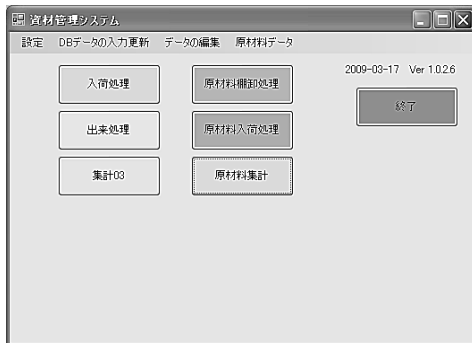 資材管理システム
設定 DBデータの入力更新 データの編集 原材料データ
2009-03-17 Ver 1.0.2.6
入荷処理 原材料棚卸処理
終了
出来処理 原材料入荷処理
集計03 原材料集計